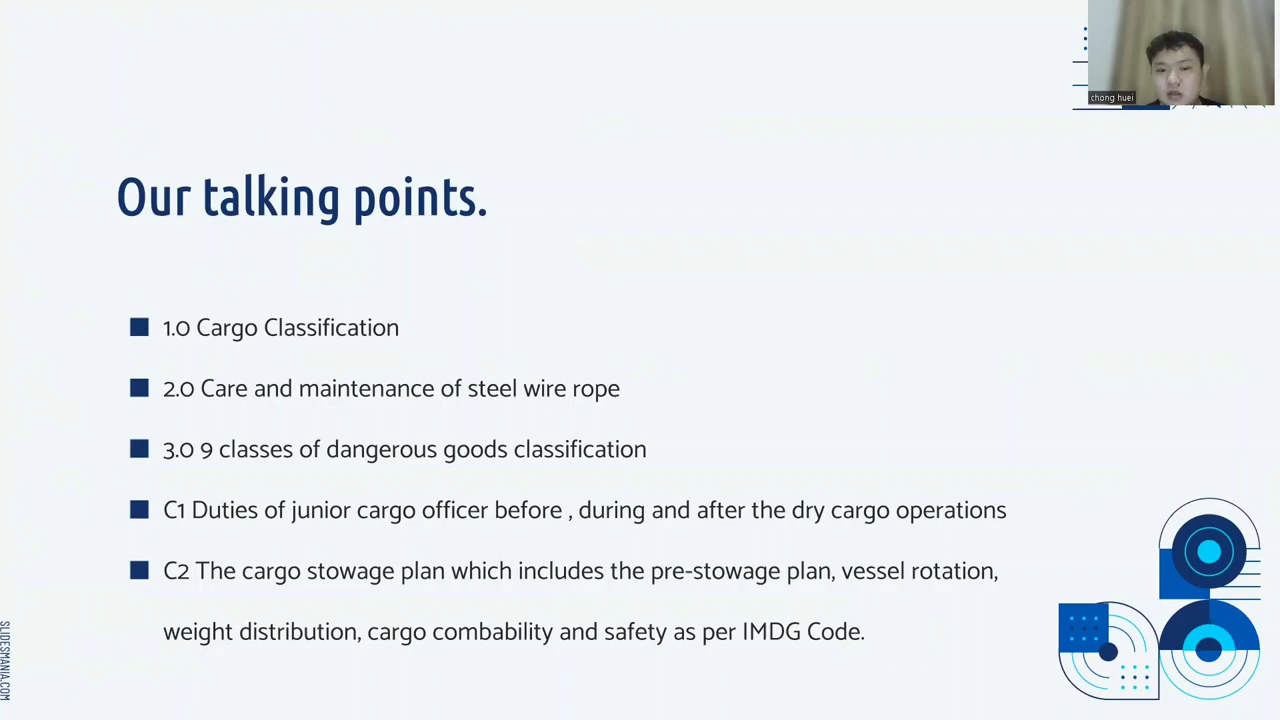 chong huei
Our talking points.
1.0 Cargo Classification
2.0 Care and maintenance of steel wire rope
3.0 9 classes of dangerous goods classification
C1 Duties of junior cargo officer before , during and after the dry cargo operations
C2 The cargo stowage plan which includes the pre-stowage plan, vessel rotation,
weight distribution, cargo combability and safety as per IMDG Code.
SLIDESMANIA.COM